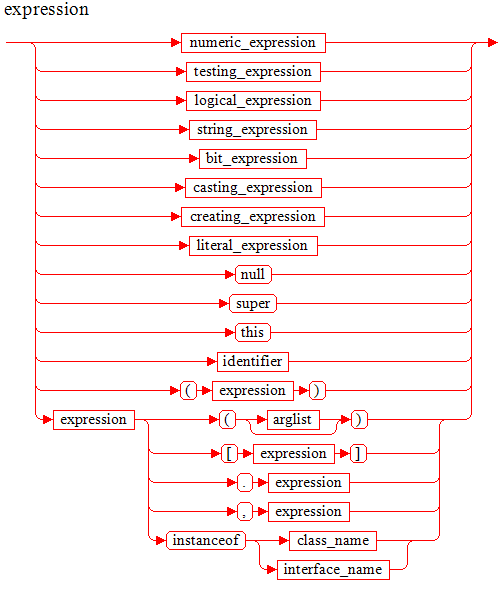 expression
numeric_expression
testing_expression
logical_expression
string_expression
bit_expression
casting_expression
creating_expression
literal_expression
null
super
this
identifier
( expression )
expression ( arglist )
[ expression ]
. expression
, expression
instanceof class_name
interface_name